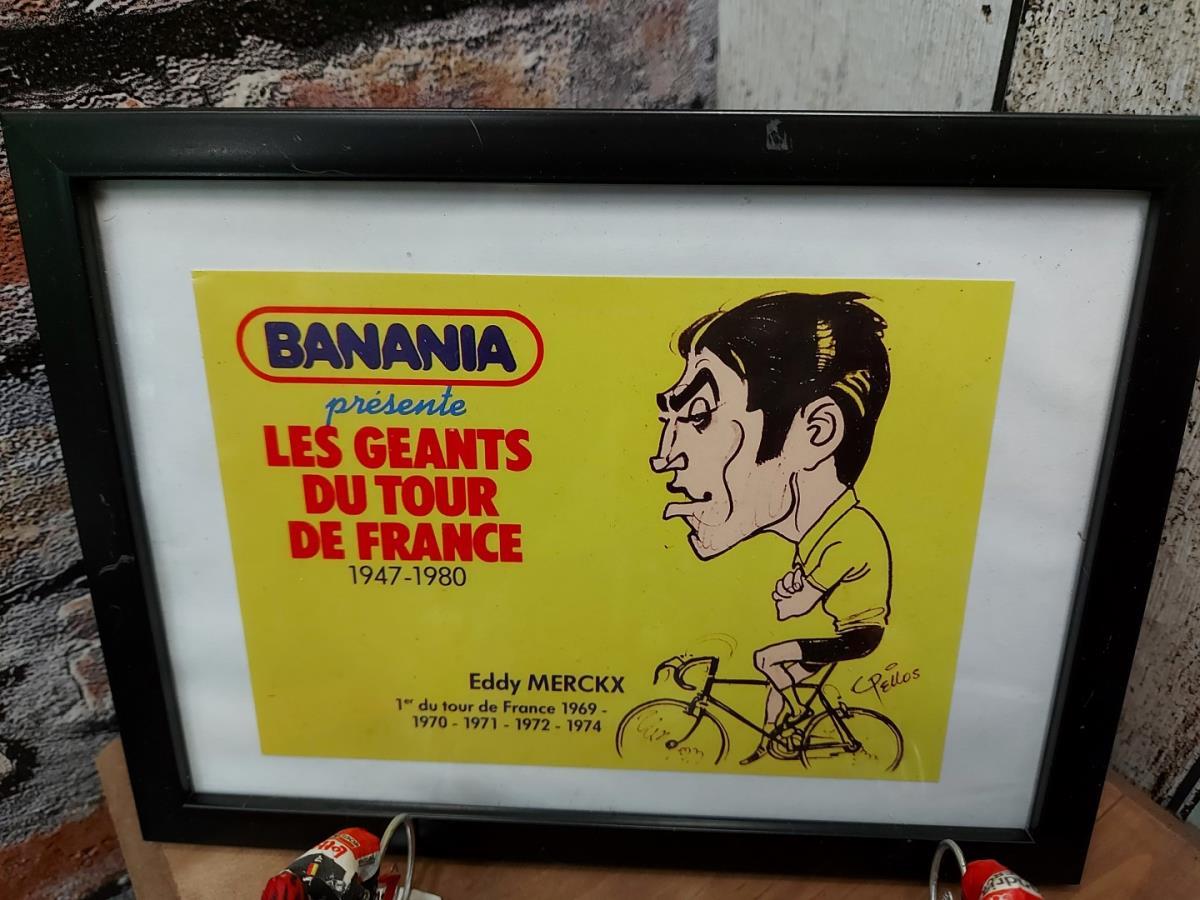 BANANIA
présente
LES GEANTS
DU TOUR
DE FRANCE
1947-1980
Eddy MERCKX
1er du tour de France 1969 -
1970 - 1971 - 1972 - 1974
PELLOS